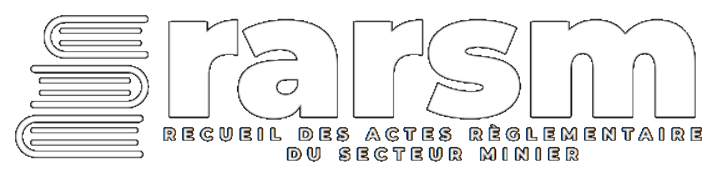 rarsm
RECUEIL DES ACTES RÈGLEMENTAIRE
DU SECTEUR MINIER